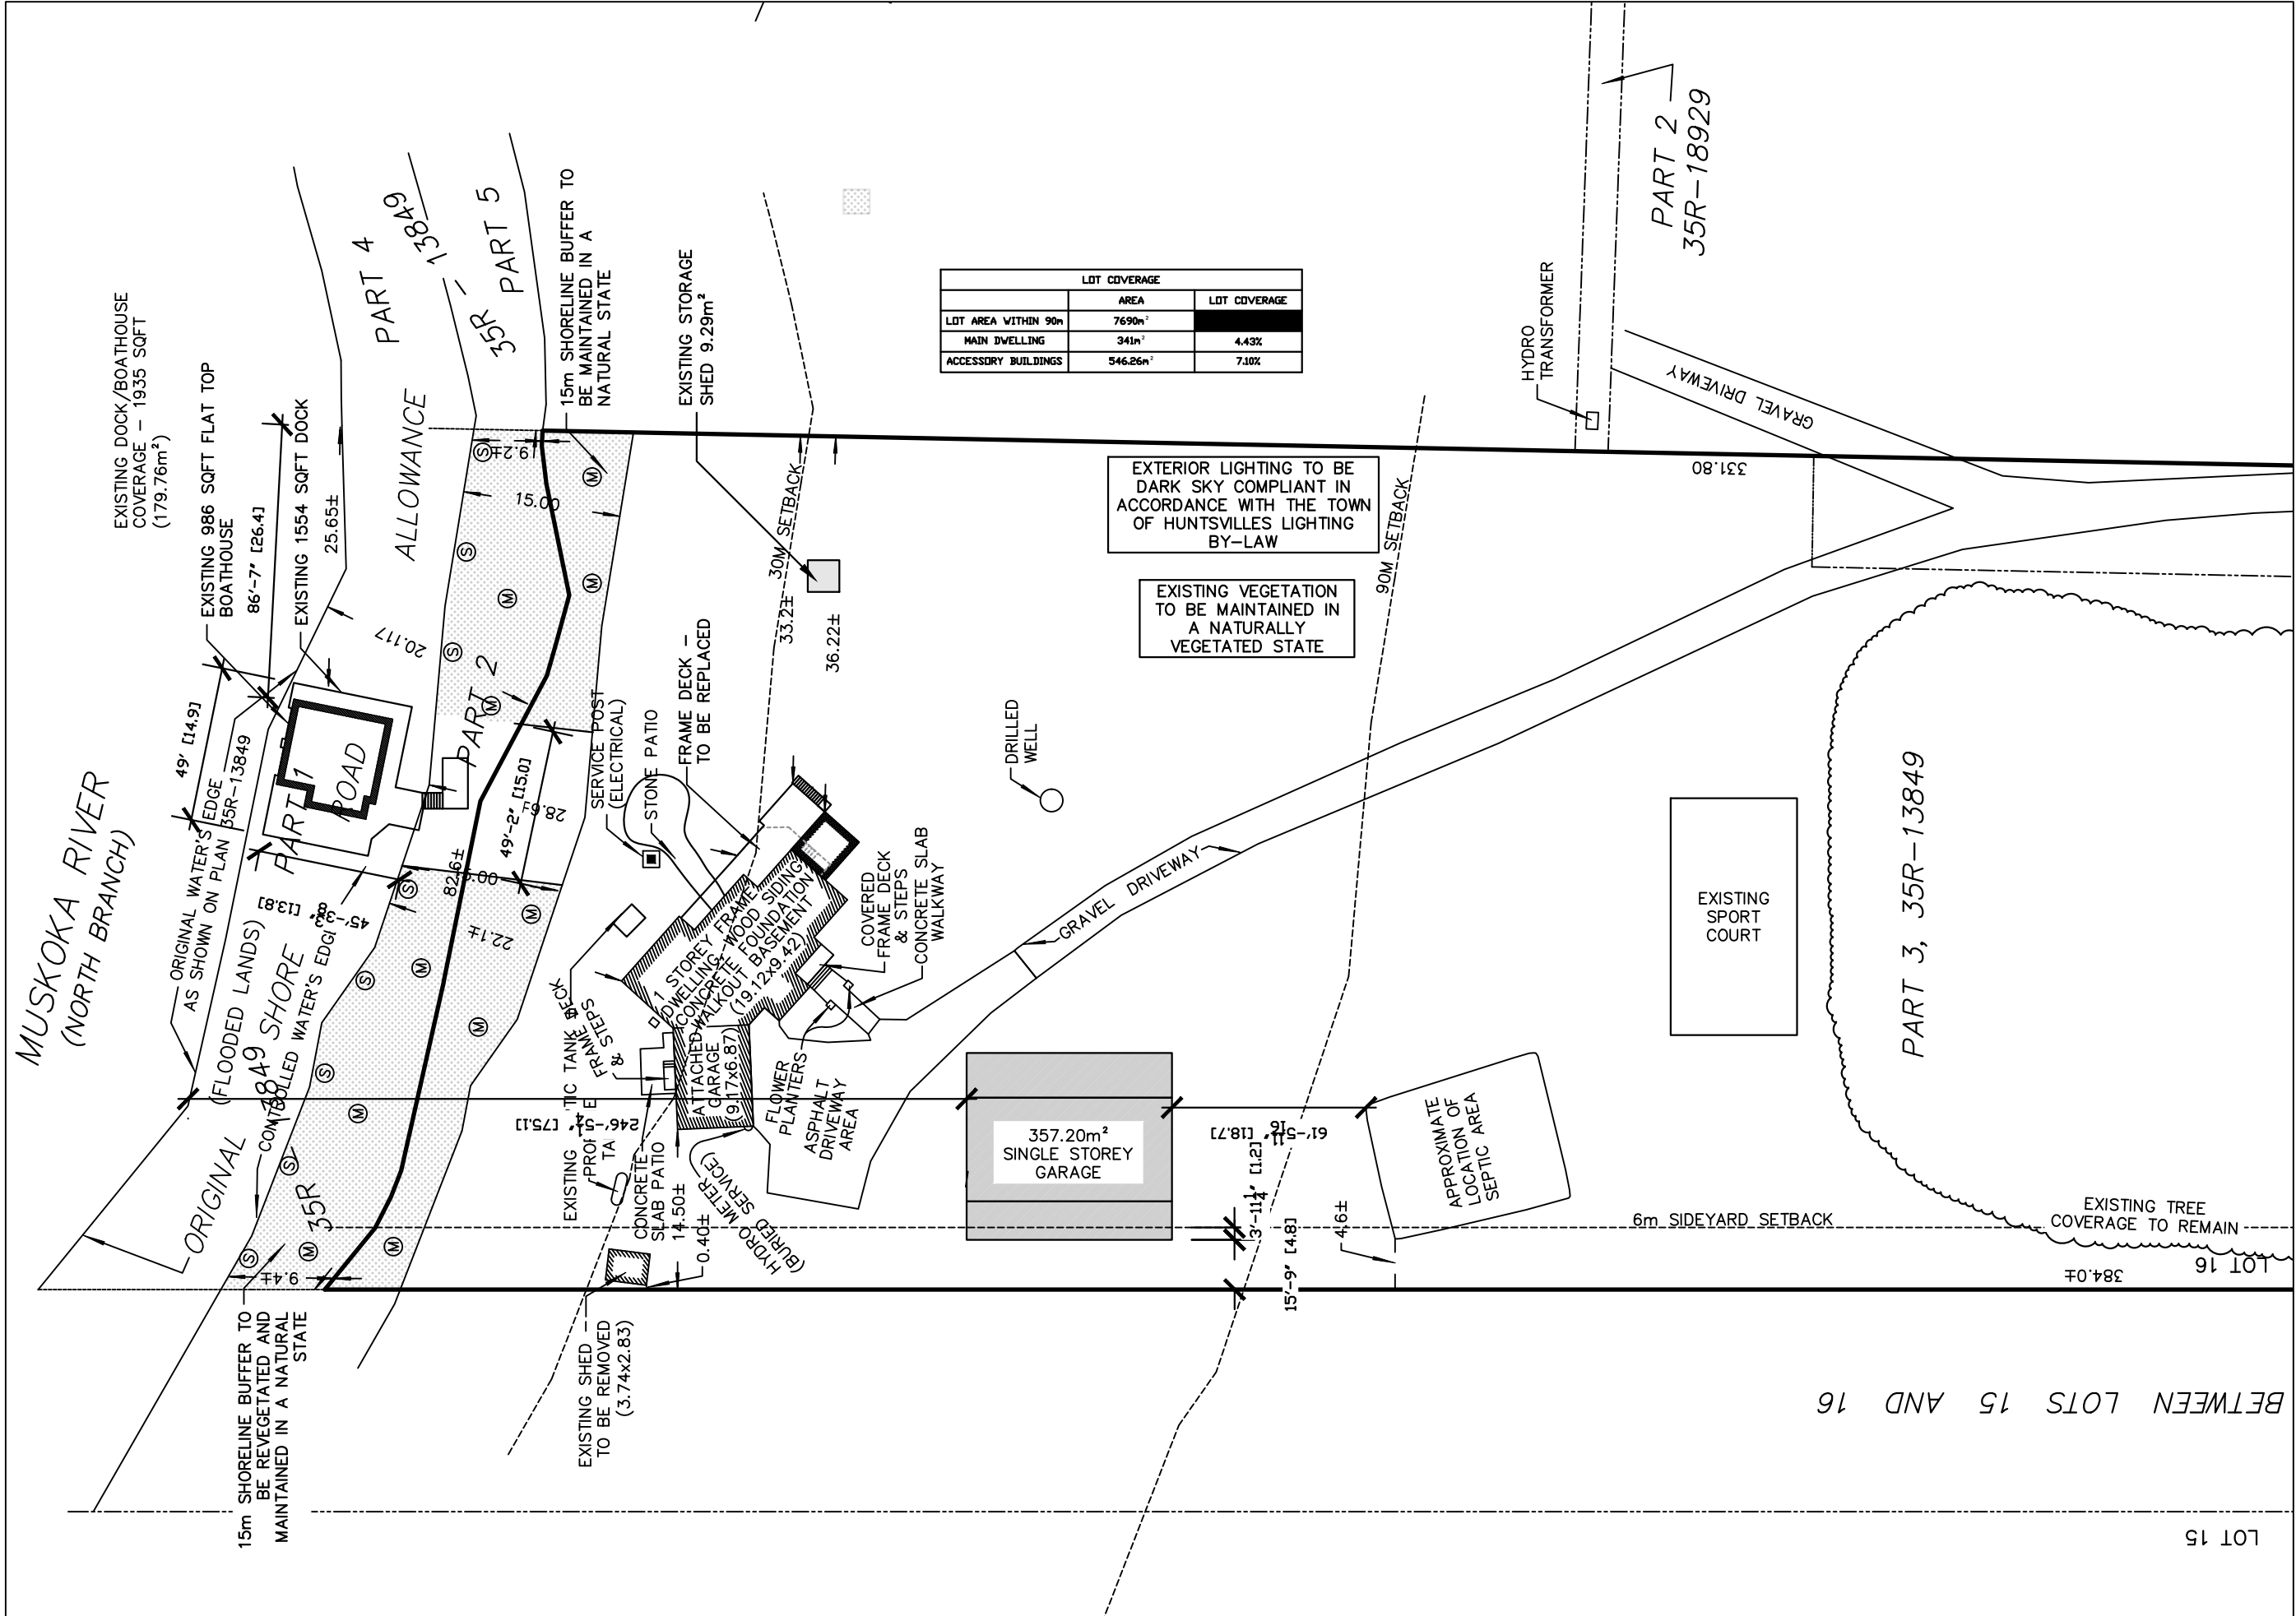 MUSKOKA RIVER
(NORTH BRANCH)
EXISTING DOCK/BOATHOUSE
COVERAGE – 1935 SQFT
(179.76m²)
EXISTING 986 SQFT FLAT TOP
BOATHOUSE
86'-7" [26.4]
EXISTING 1554 SQFT DOCK
25.65±
49' [14.9]
ORIGINAL WATER'S EDGE
AS SHOWN ON PLAN 35R-13849
PART 4
35R – 13849
PART 5
ALLOWANCE
ROAD
PART 1
PART 2
20.117
19.2±
15.00
15m SHORELINE BUFFER TO
BE MAINTAINED IN A
NATURAL STATE
EXISTING STORAGE
SHED 9.29m²
LOT COVERAGE
AREA
LOT COVERAGE
LOT AREA WITHIN 90m
7690m²
MAIN DWELLING
341m²
4.43%
ACCESSORY BUILDINGS
546.26m²
7.10%
HYDRO
TRANSFORMER
PART 2
35R-18929
GRAVEL DRIVEWAY
331.80
EXTERIOR LIGHTING TO BE
DARK SKY COMPLIANT IN
ACCORDANCE WITH THE TOWN
OF HUNTSVILLES LIGHTING
BY-LAW
EXISTING VEGETATION
TO BE MAINTAINED IN
A NATURALLY
VEGETATED STATE
30M SETBACK
90M SETBACK
33.2±
36.22±
FRAME DECK –
TO BE REPLACED
SERVICE POST
(ELECTRICAL)
STONE PATIO
49'-2" [15.0]
28.6±
82.6±
22.1±
[13.8]
(FLOODED LANDS)
SHORE
ORIGINAL
35R
9.4±
DRILLED
WELL
1 STOREY FRAME
DWELLING, WOOD SIDING
CONCRETE FOUNDATION
WALKOUT BASEMENT
(19.12x9.42)
ATTACHED
GARAGE
(9.17x6.87)
COVERED
FRAME DECK
& STEPS
CONCRETE SLAB
WALKWAY
GRAVEL DRIVEWAY
FRAME DECK
& STEPS
FLOWER
PLANTERS
ASPHALT
DRIVEWAY
AREA
[75.1]
EXISTING
CONCRETE
SLAB PATIO
14.50±
0.40±
HYDRO METER
(BURIED SERVICE)
357.20m²
SINGLE STOREY
GARAGE
[18.7]
[1.2]
15'-9" [4.8]
4.6±
APPROXIMATE
LOCATION OF
SEPTIC AREA
EXISTING
SPORT
COURT
PART 3, 35R-13849
6m SIDEYARD SETBACK
EXISTING TREE
COVERAGE TO REMAIN
LOT 16
384.0±
15m SHORELINE BUFFER TO
BE REVEGETATED AND
MAINTAINED IN A NATURAL
STATE
EXISTING SHED –
TO BE REMOVED
(3.74x2.83)
BETWEEN LOTS 15 AND 16
LOT 15